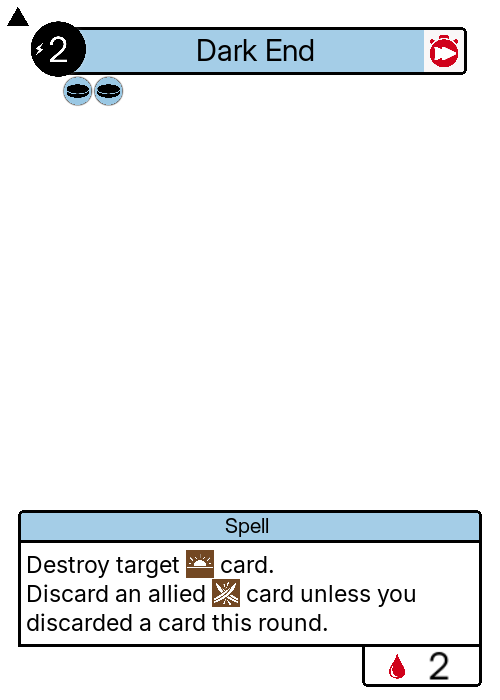 2
Dark End
Spell
Destroy target card.
Discard an allied card unless you
discarded a card this round.
2